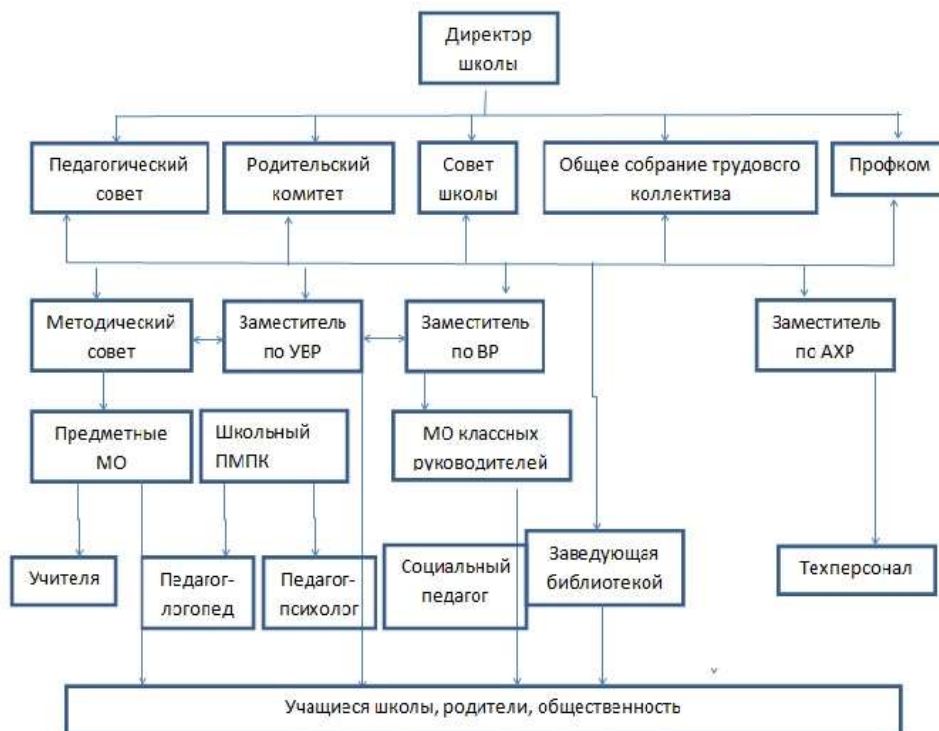 Директор
школы
Педагогический
совет
Родительский
комитет
Совет
школы
Общее собрание трудового
коллектива
Профком
Методический
совет
Заместитель
по УВР
Заместитель
по ВР
Заместитель
по АХР
Предметные
МО
Школьный
ПМПК
МО классных
руководителей
Учителя
Педагог-
логопед
Педагог-
психолог
Социальный
педагог
Заведующая
библиотекой
Техперсонал
Учащиеся школы, родители, общественность